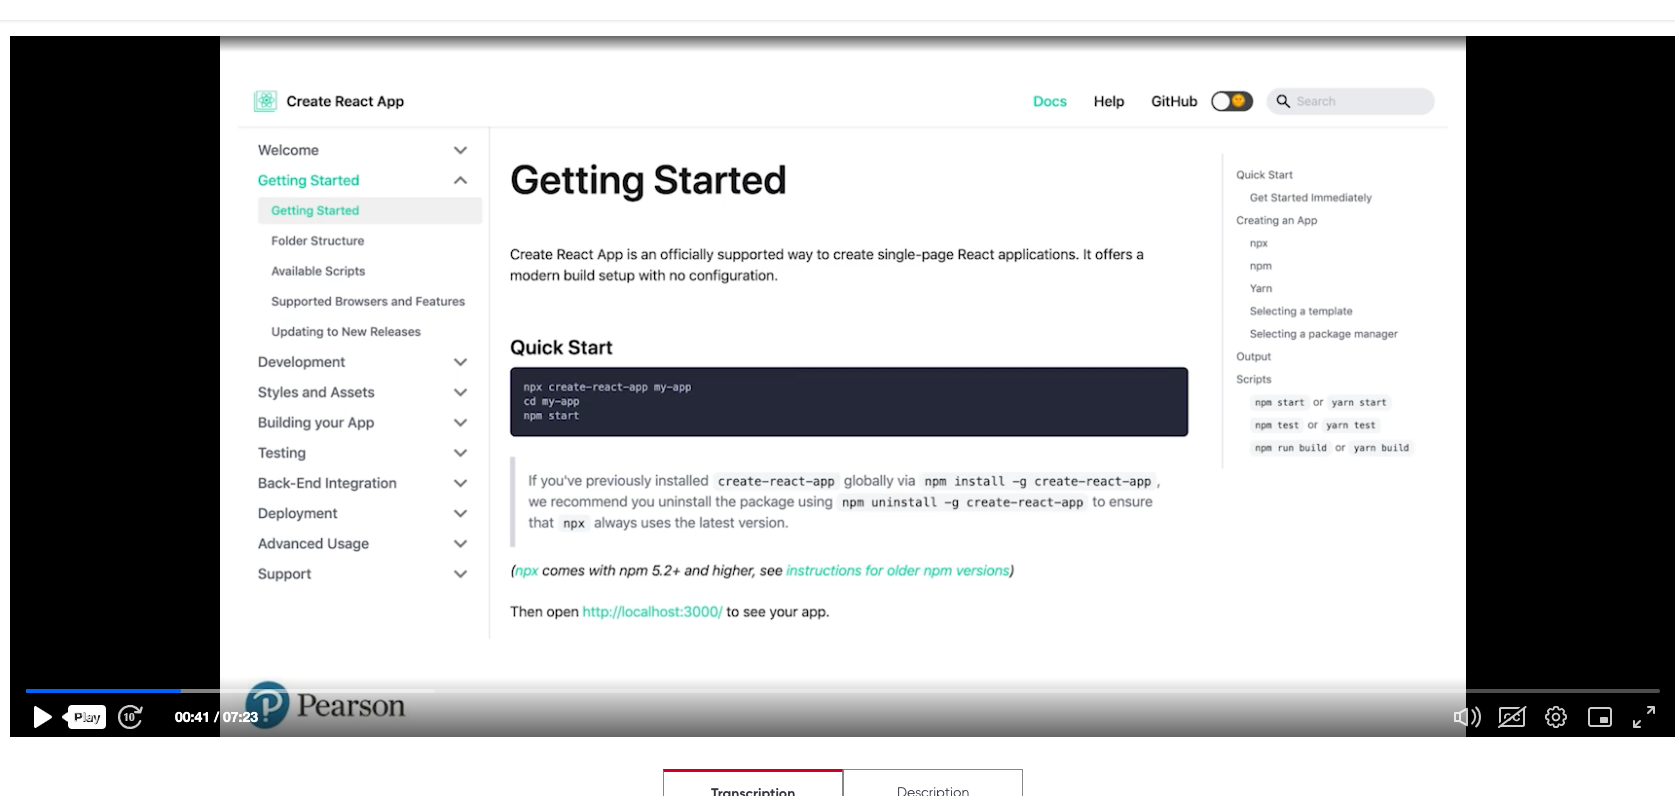 Create React App
Docs
Help
GitHub
Search
Welcome
Getting Started
Getting Started
Folder Structure
Available Scripts
Supported Browsers and Features
Updating to New Releases
Development
Styles and Assets
Building your App
Testing
Back-End Integration
Deployment
Advanced Usage
Support
Getting Started
Create React App is an officially supported way to create single-page React applications. It offers a
modern build setup with no configuration.
Quick Start
npx create-react-app my-app
cd my-app
npm start
If you've previously installed create-react-app globally via npm install -g create-react-app ,
we recommend you uninstall the package using npm uninstall -g create-react-app to ensure
that npx always uses the latest version.
(npx comes with npm 5.2+ and higher, see instructions for older npm versions)
Then open http://localhost:3000/ to see your app.
Quick Start
Get Started Immediately
Creating an App
npx
npm
Yarn
Selecting a template
Selecting a package manager
Output
Scripts
npm start or yarn start
npm test or yarn test
npm run build or yarn build
Pearson
Play
10
00:41 / 07:23
CC
Transcription
Description